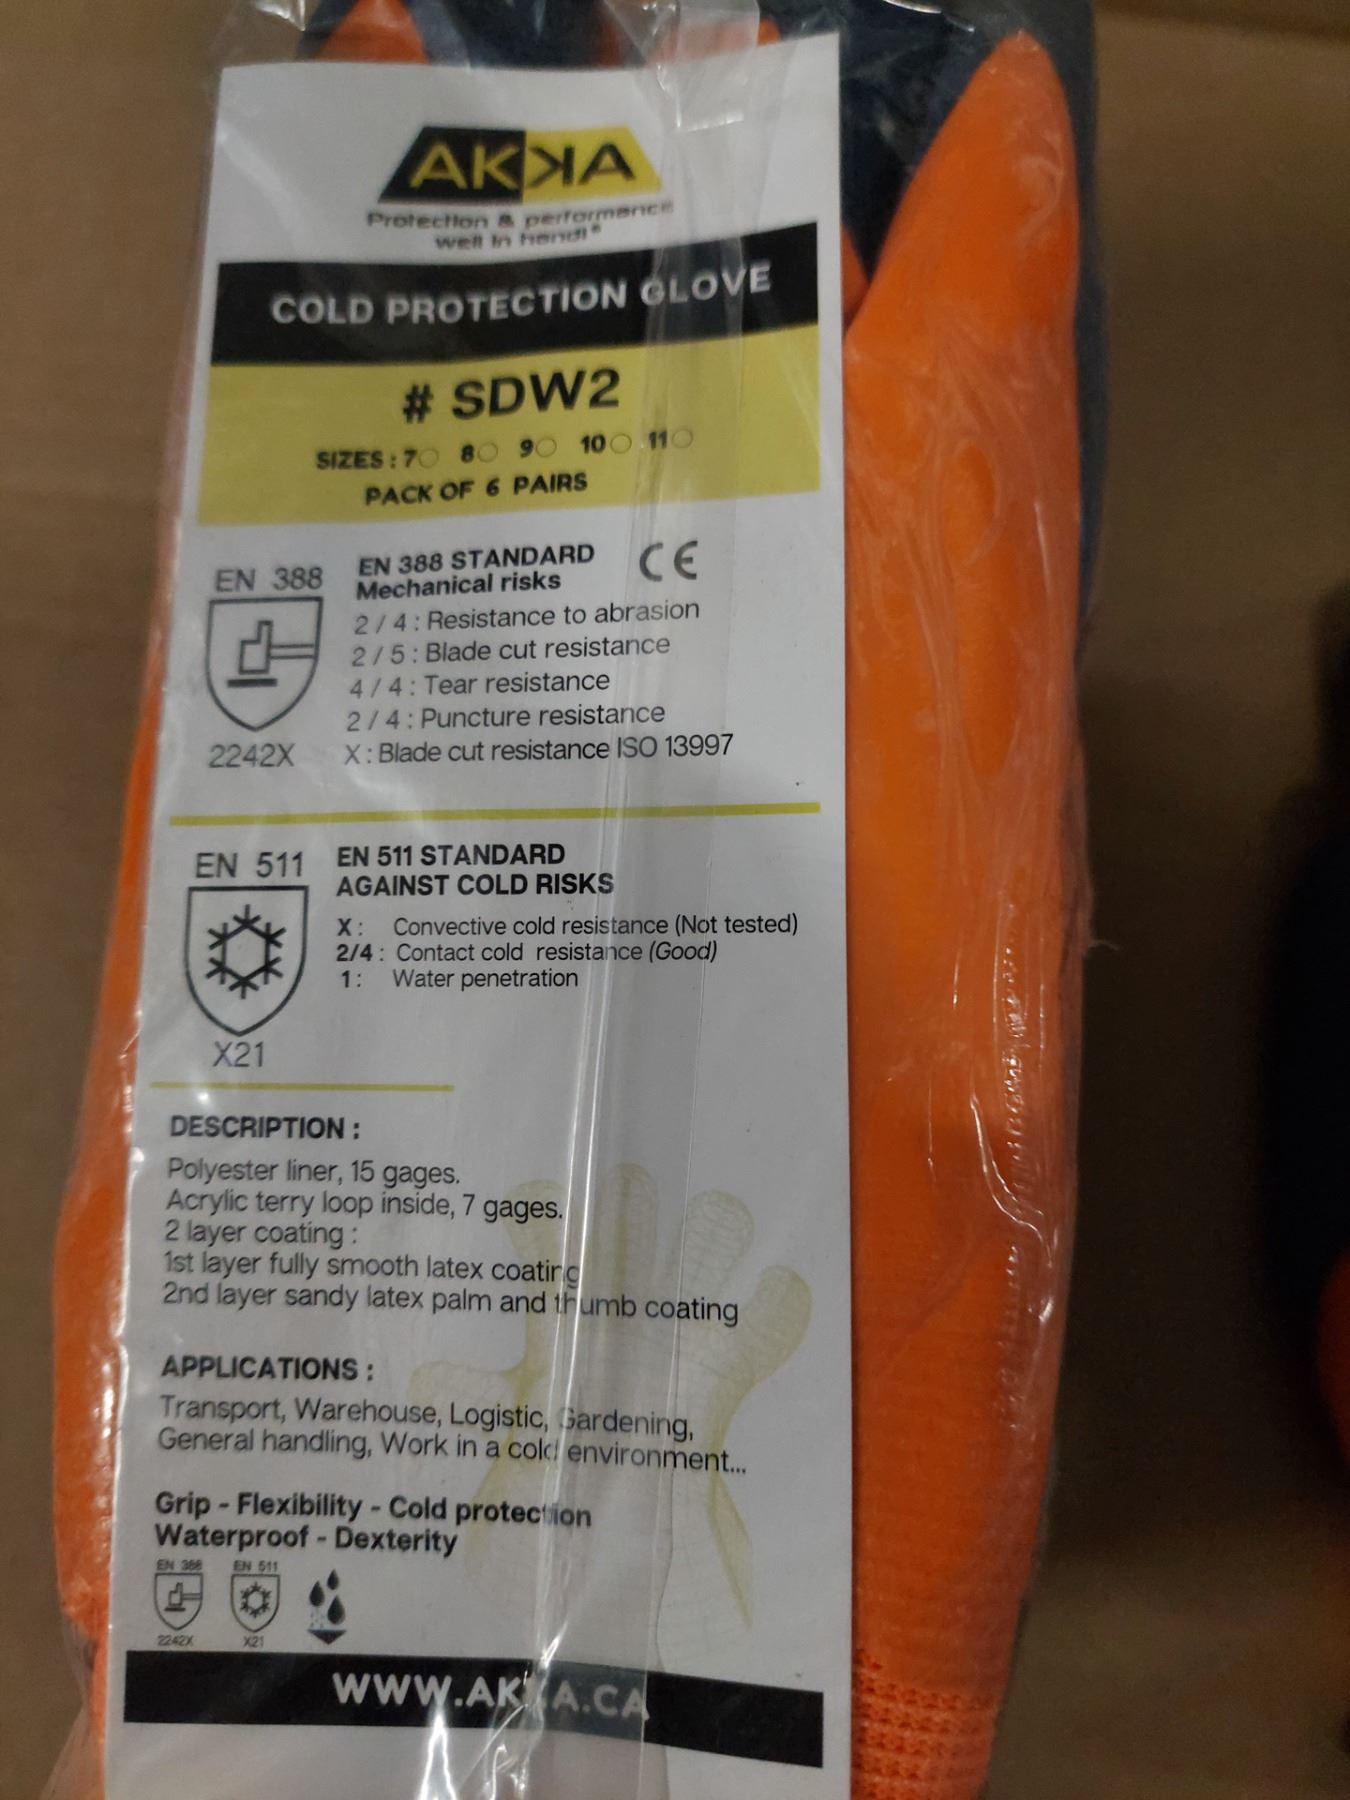 AKKA
Protection & performance
well in hand!®
COLD PROTECTION GLOVE
# SDW2
SIZES : 7 8 9 10 11
PACK OF 6 PAIRS
EN 388
2242X
EN 388 STANDARD
Mechanical risks
CE
2 / 4 : Resistance to abrasion
2 / 5 : Blade cut resistance
4 / 4 : Tear resistance
2 / 4 : Puncture resistance
X : Blade cut resistance ISO 13997
EN 511
X21
EN 511 STANDARD
AGAINST COLD RISKS
X : Convective cold resistance (Not tested)
2/4 : Contact cold resistance (Good)
1 : Water penetration
DESCRIPTION :
Polyester liner, 15 gages.
Acrylic terry loop inside, 7 gages.
2 layer coating :
1st layer fully smooth latex coating
2nd layer sandy latex palm and thumb coating
APPLICATIONS :
Transport, Warehouse, Logistic, Gardening,
General handling, Work in a cold environment...
Grip - Flexibility - Cold protection
Waterproof - Dexterity
EN 388 EN 511
2242X X21
WWW.AKKA.CA